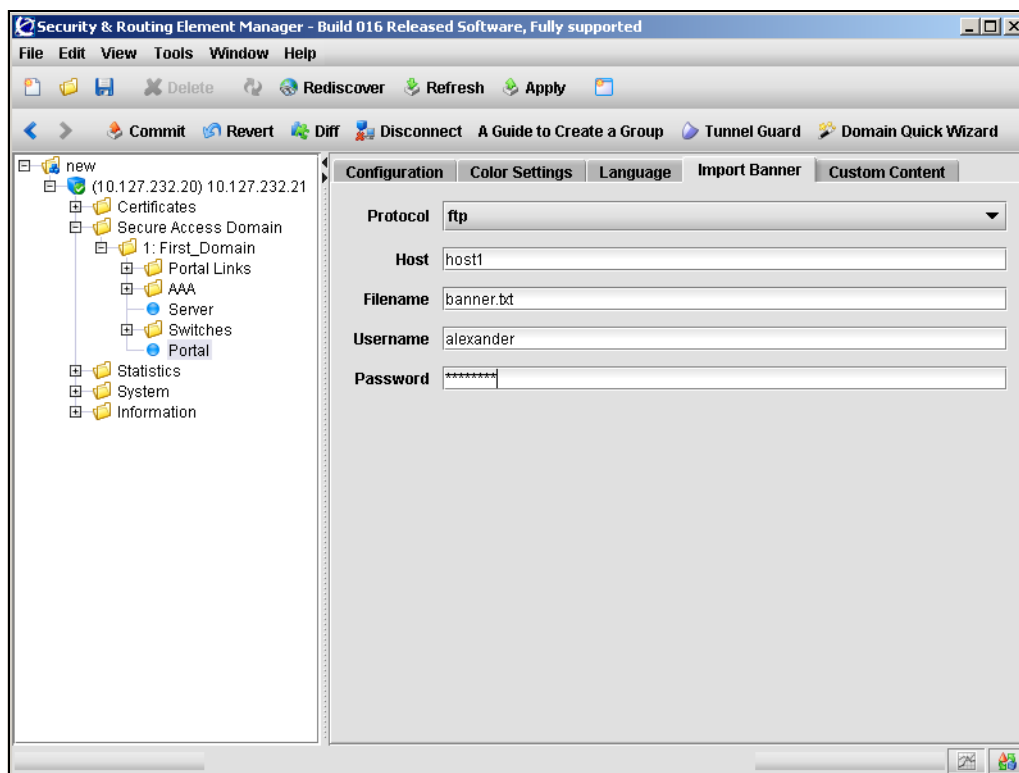 Security & Routing Element Manager - Build 016 Released Software, Fully supported
File Edit View Tools Window Help
Delete Rediscover Refresh Apply
Commit Revert Diff Disconnect A Guide to Create a Group Tunnel Guard Domain Quick Wizard
new
(10.127.232.20) 10.127.232.21
Certificates
Secure Access Domain
1: First_Domain
Portal Links
AAA
Server
Switches
Portal
Statistics
System
Information
Configuration Color Settings Language Import Banner Custom Content
Protocol ftp
Host host1
Filename banner.txt
Username alexander
Password ********